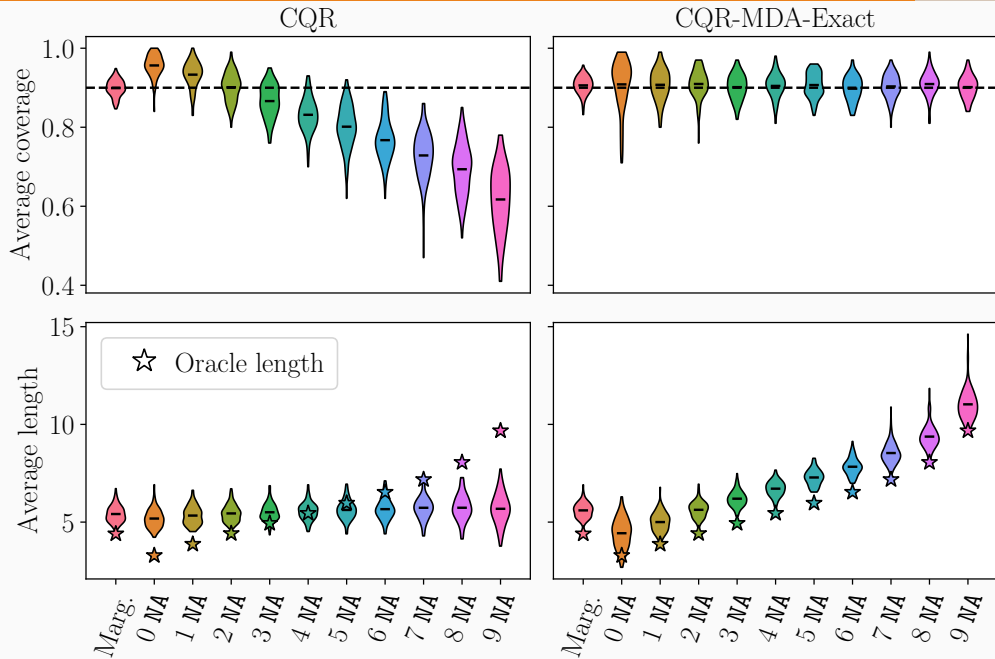 CQR
CQR-MDA-Exact
Average coverage
1.0
0.8
0.6
0.4
Average length
15
10
5
Oracle length
Marg.
0 NA
1 NA
2 NA
3 NA
4 NA
5 NA
6 NA
7 NA
8 NA
9 NA
Marg.
0 NA
1 NA
2 NA
3 NA
4 NA
5 NA
6 NA
7 NA
8 NA
9 NA